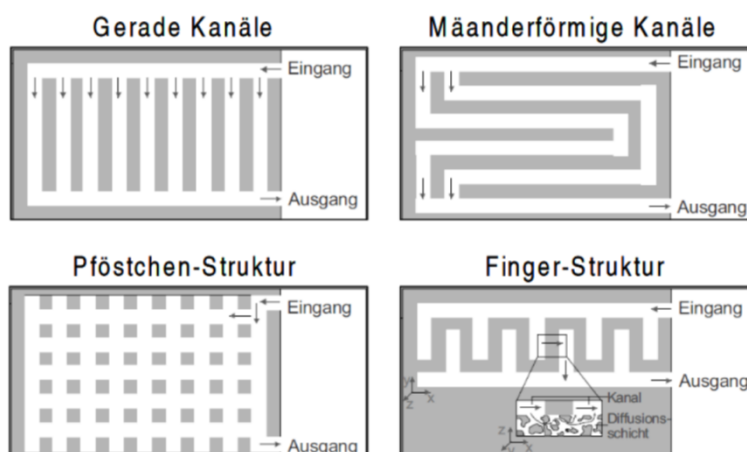 Gerade Kanäle
Eingang
Ausgang
Mäanderförmige Kanäle
Eingang
Ausgang
Pföstchen-Struktur
Eingang
Ausgang
Finger-Struktur
Eingang
Ausgang
y
z x
Kanal
Diffusions-
schicht
z
y x